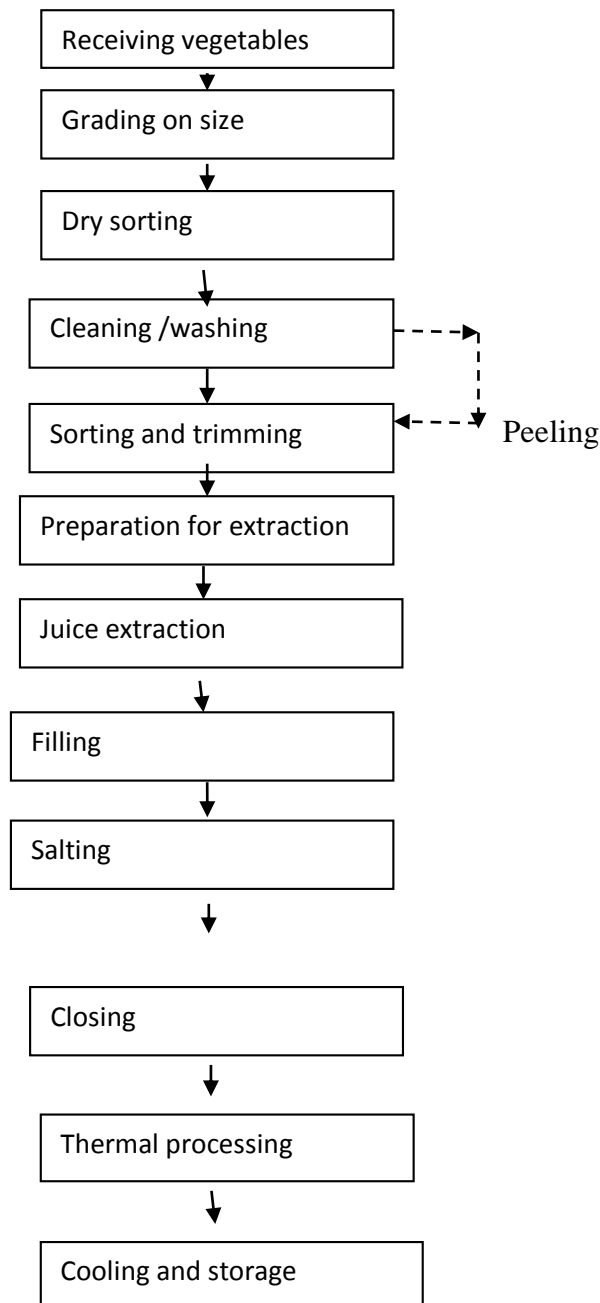 Receiving vegetables
Grading on size
Dry sorting
Cleaning /washing
Sorting and trimming
Peeling
Preparation for extraction
Juice extraction
Filling
Salting
Closing
Thermal processing
Cooling and storage